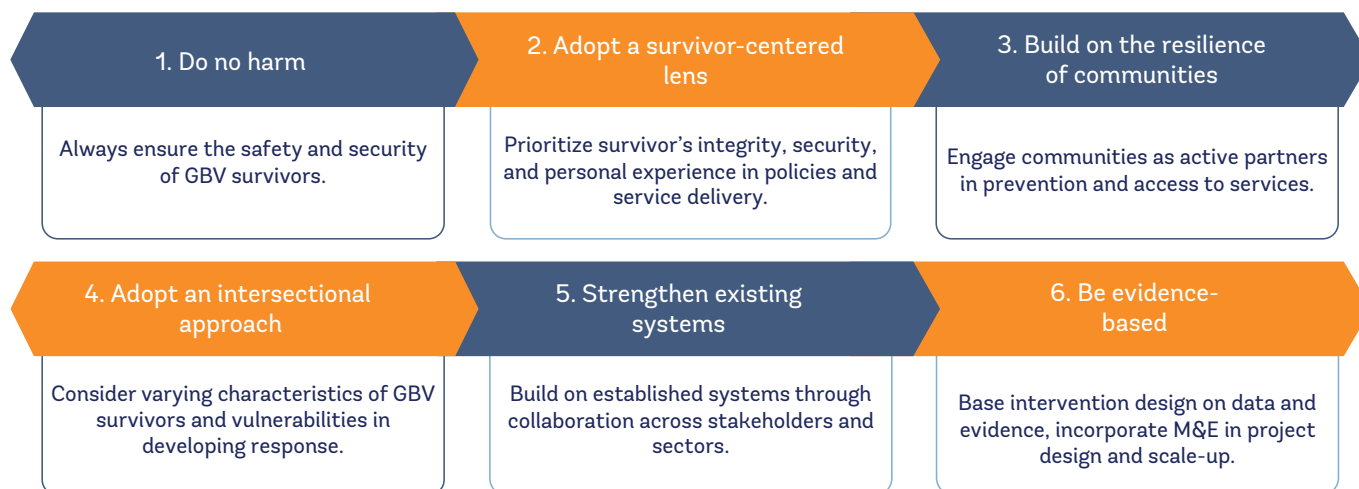 1. Do no harm
Always ensure the safety and security
of GBV survivors.
2. Adopt a survivor-centered
lens
Prioritize survivor's integrity, security,
and personal experience in policies and
service delivery.
3. Build on the resilience
of communities
Engage communities as active partners
in prevention and access to services.
4. Adopt an intersectional
approach
Consider varying characteristics of GBV
survivors and vulnerabilities in
developing response.
5. Strengthen existing
systems
Build on established systems through
collaboration across stakeholders and
sectors.
6. Be evidence-
based
Base intervention design on data and
evidence, incorporate M&E in project
design and scale-up.